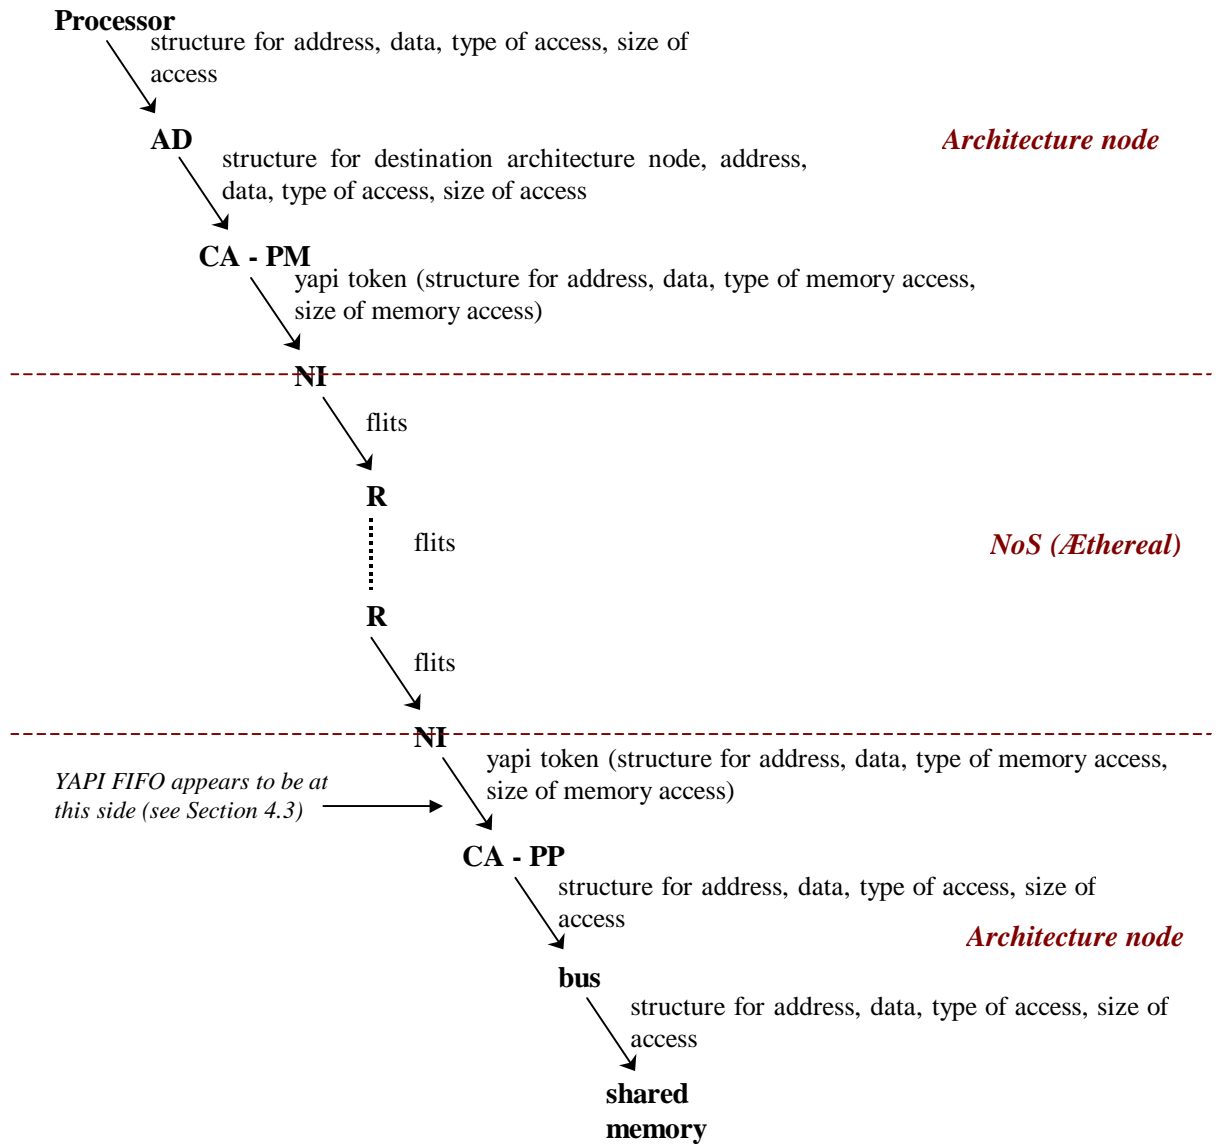 Processor
structure for address, data, type of access, size of
access
AD
Architecture node
structure for destination architecture node, address,
data, type of access, size of access
CA - PM
yapi token (structure for address, data, type of memory access,
size of memory access)
NI
flits
R
flits
NoS (Æthereal)
R
flits
NI
yapi token (structure for address, data, type of memory access,
size of memory access)
YAPI FIFO appears to be at
this side (see Section 4.3)
CA - PP
structure for address, data, type of access, size of
access
Architecture node
bus
structure for address, data, type of access, size of
access
shared
memory